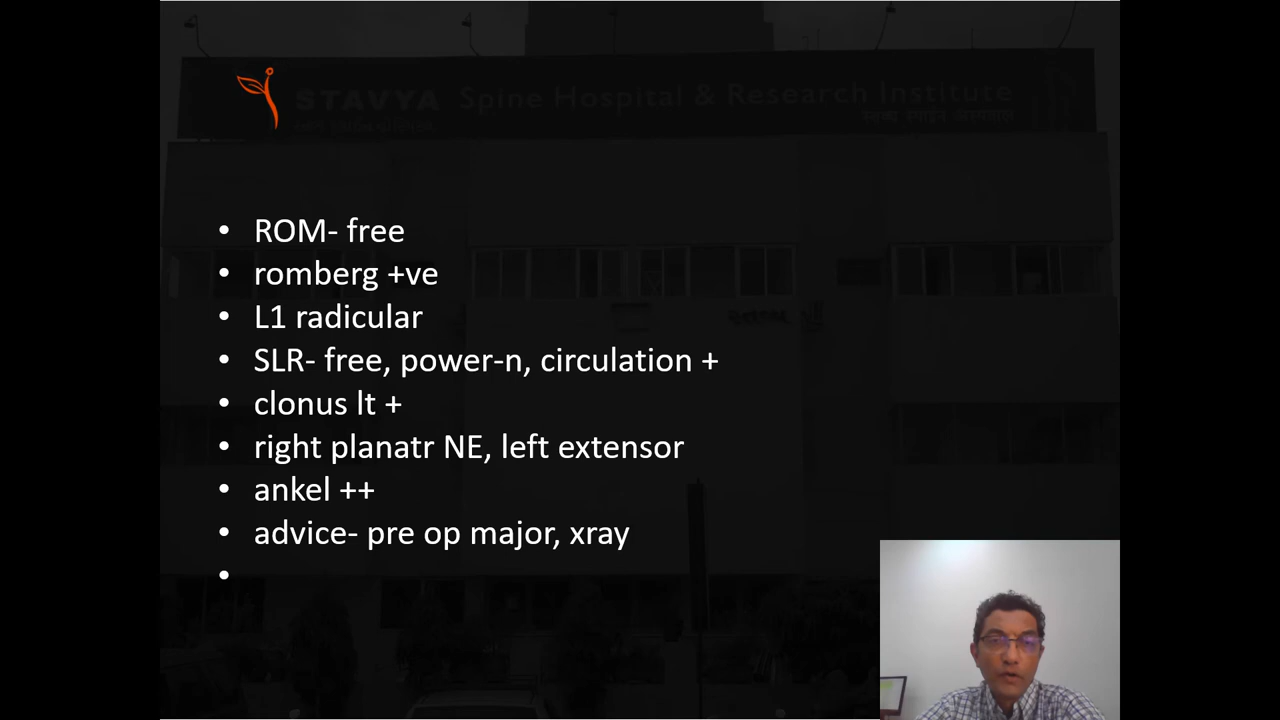 STAVYA Spine Hospital & Research Institute
• ROM- free
• romberg +ve
• L1 radicular
• SLR- free, power-n, circulation +
• clonus lt +
• right planatr NE, left extensor
• ankel ++
• advice- pre op major, xray
•